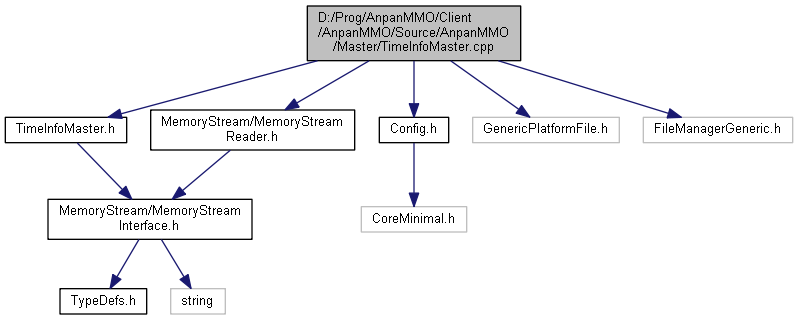 D:/Prog/AnpanMMO/Client
/AnpanMMO/Source/AnpanMMO
/Master/TimeInfoMaster.cpp
TimeInfoMaster.h
MemoryStream/MemoryStream
Reader.h
Config.h
GenericPlatformFile.h
FileManagerGeneric.h
MemoryStream/MemoryStream
Interface.h
CoreMinimal.h
TypeDefs.h
string